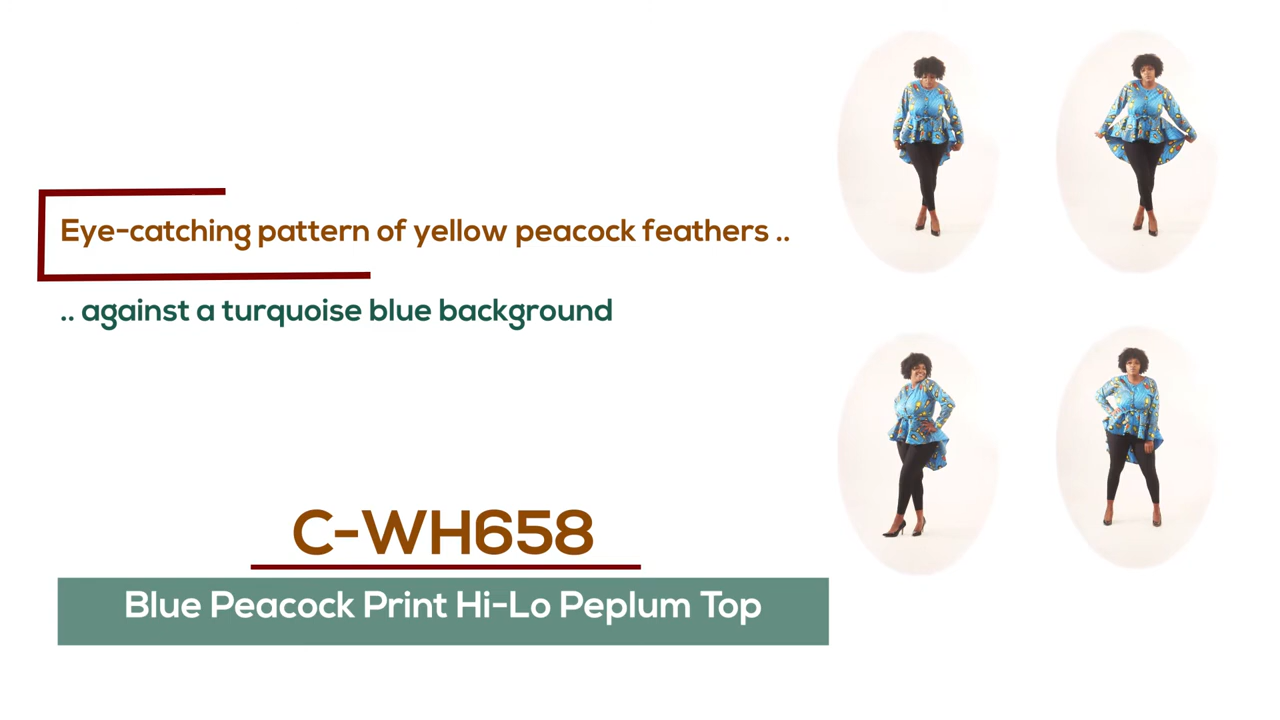 Eye-catching pattern of yellow peacock feathers ..
.. against a turquoise blue background
C-WH658
Blue Peacock Print Hi-Lo Peplum Top